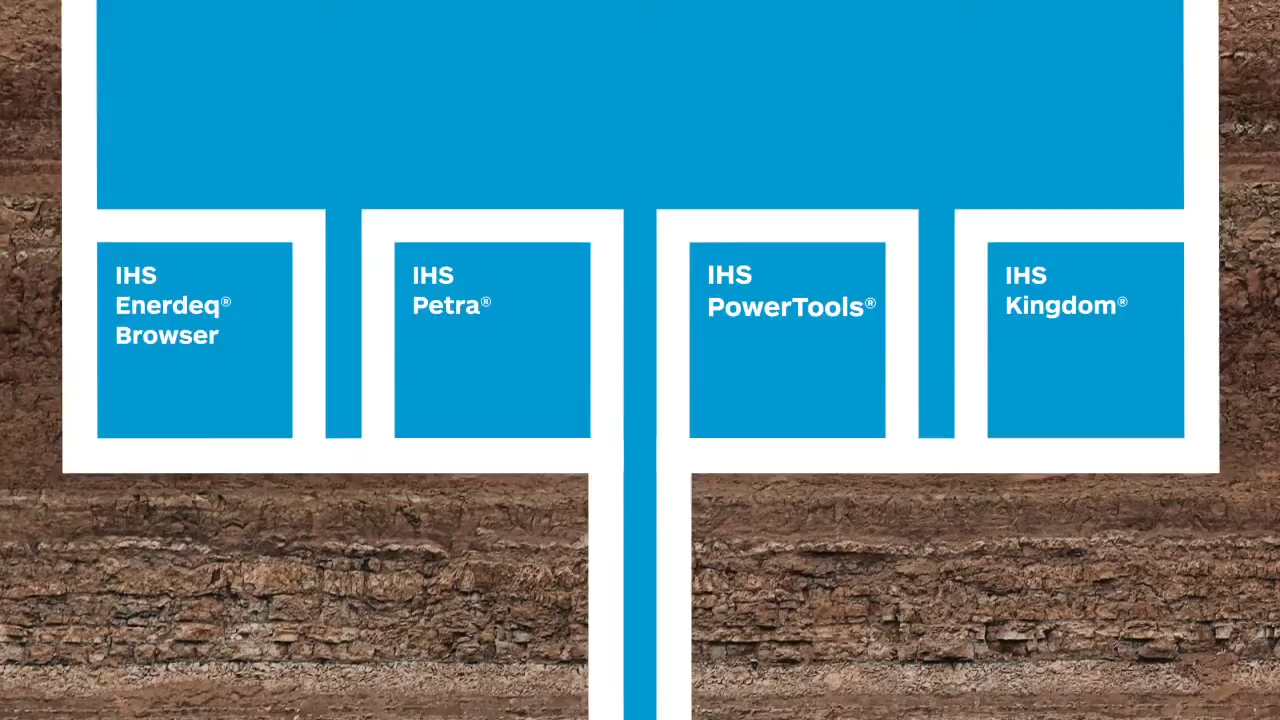 IHS
Enerdeq®
Browser
IHS
Petra®
IHS
PowerTools®
IHS
Kingdom®